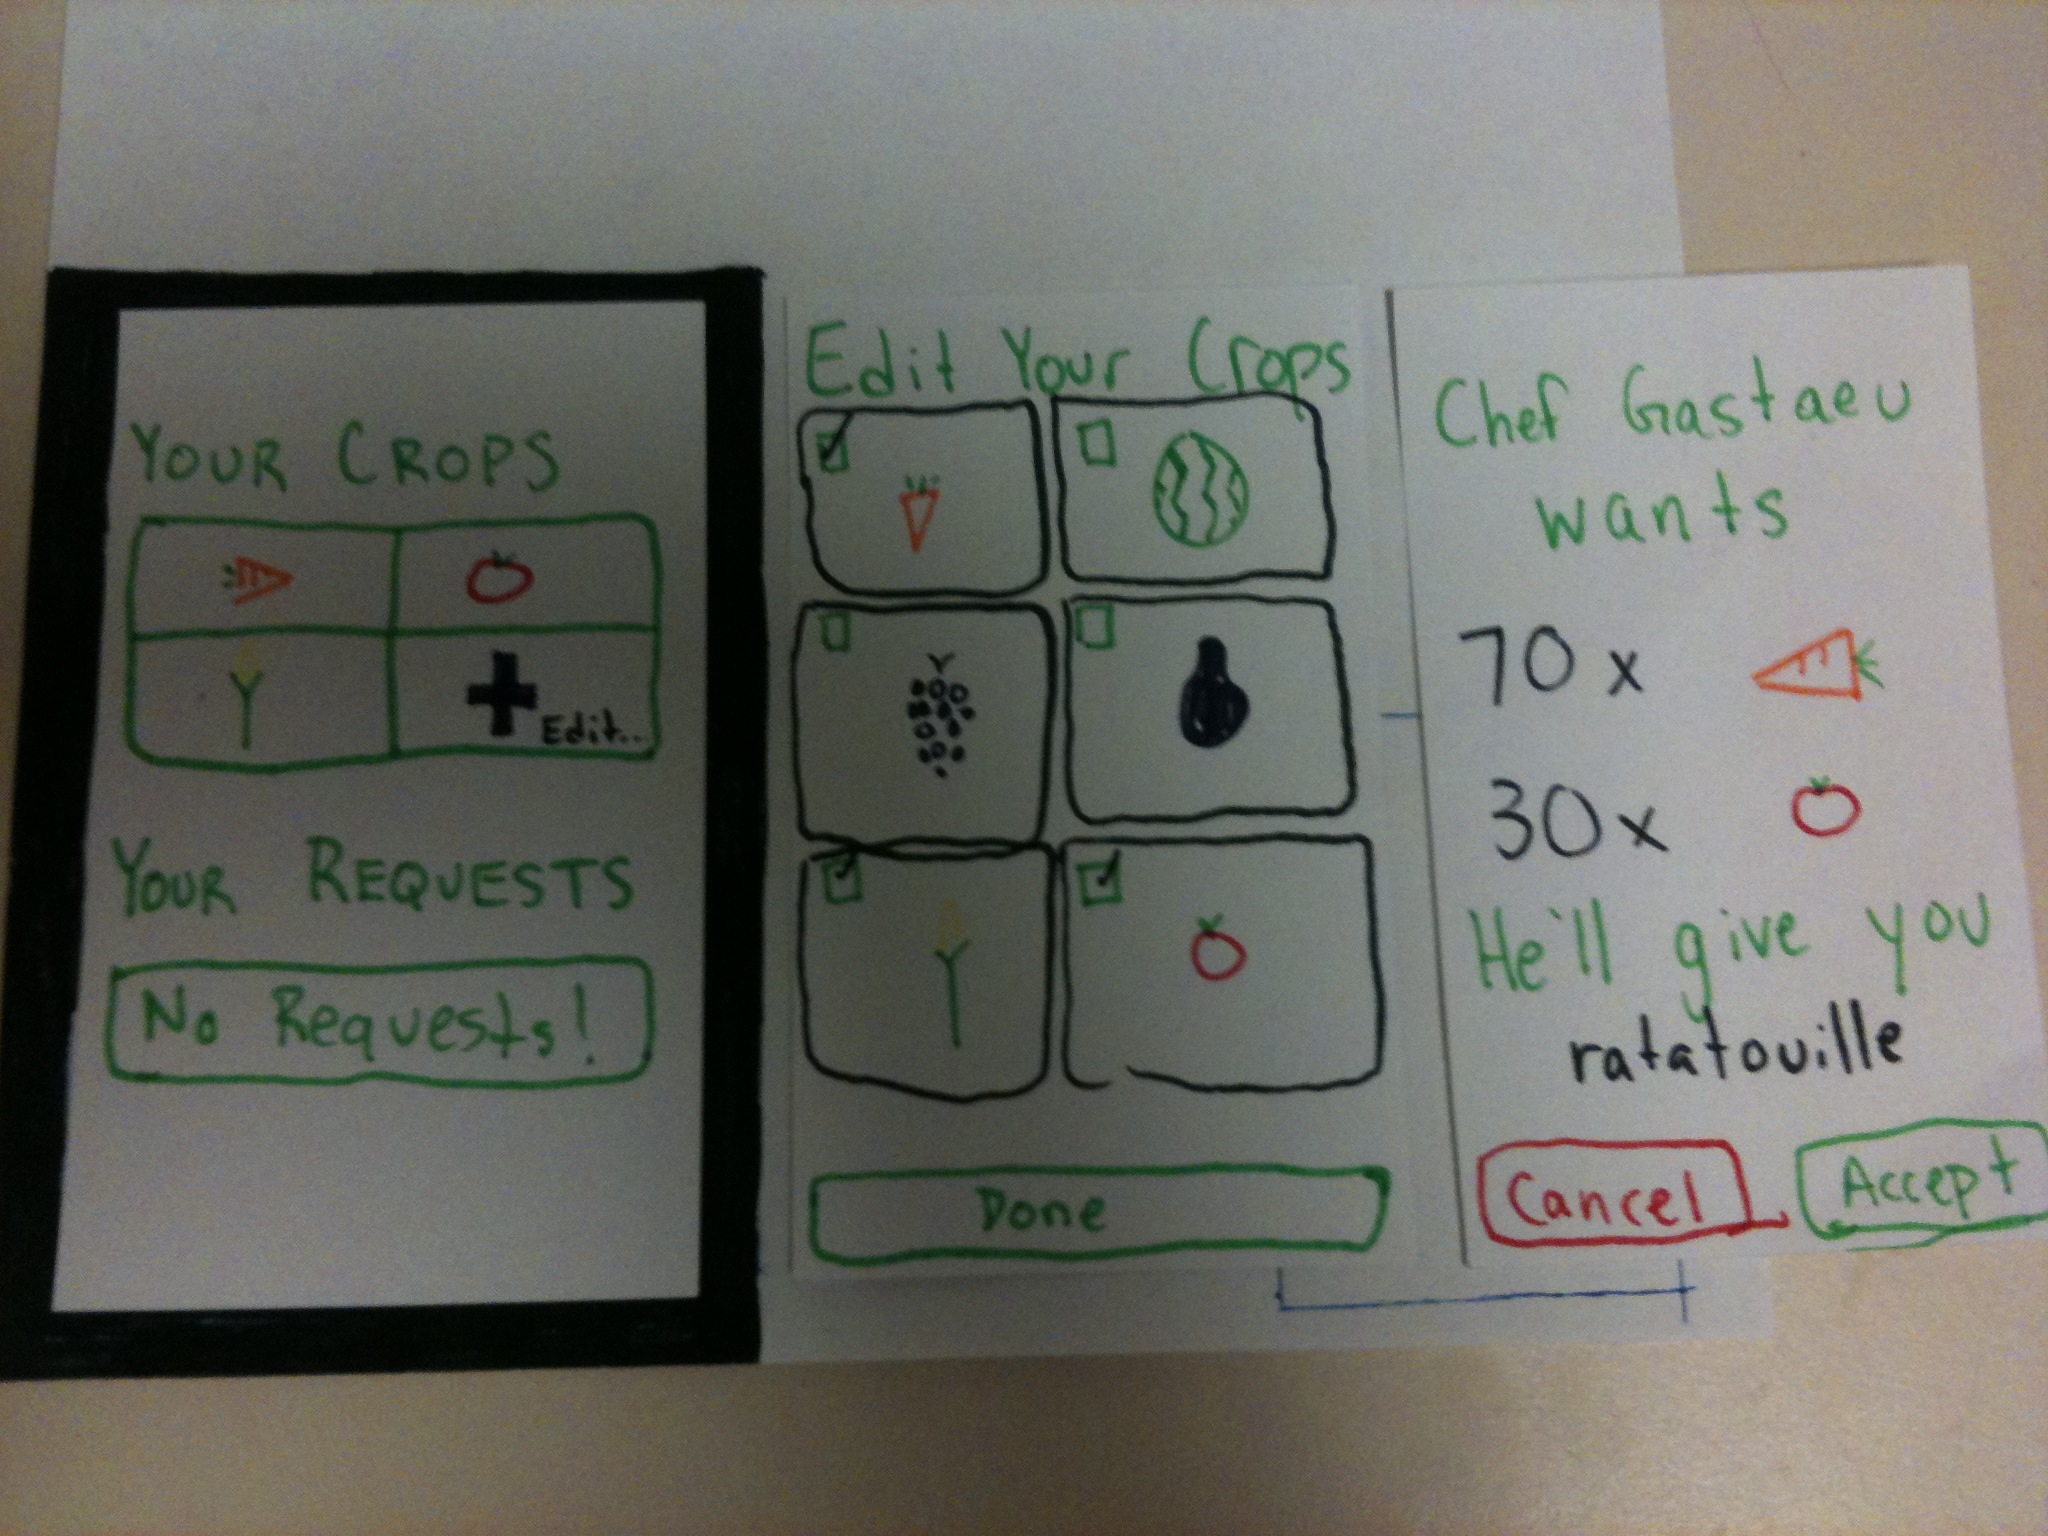 YOUR CROPS
Edit...
YOUR REQUESTS
No Requests!
Edit Your Crops
Done
Chef Gastaeu
wants
70 x
30 x
He'll give you
ratatouille
Cancel
Accept